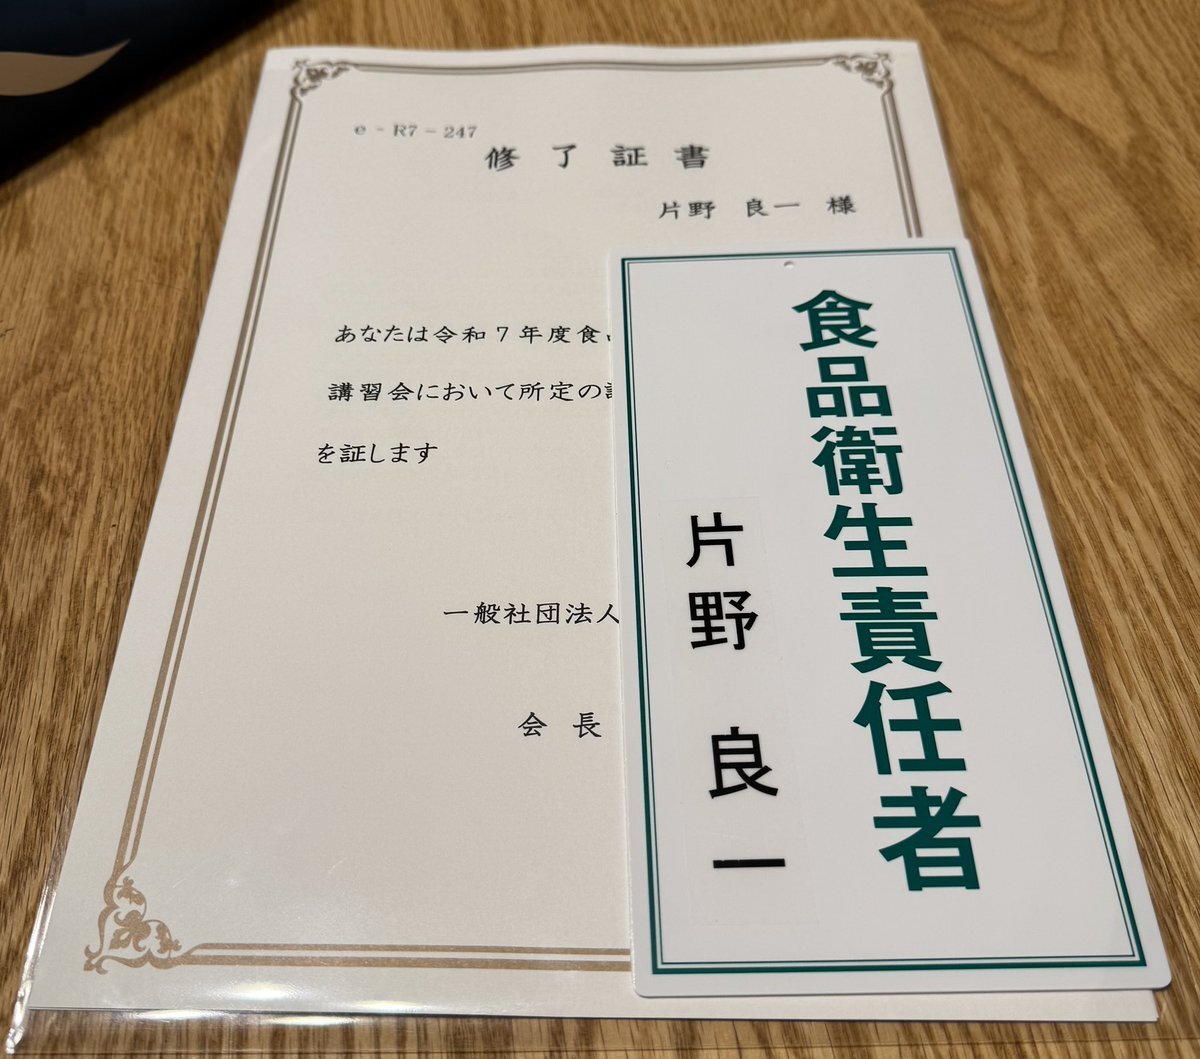 e - R7 - 247
修了証書
片野 良一 様
あなたは令和7年度食
講習会において所定の
を証します
一般社団法人
会長
食品衛生責任者
片野 良一